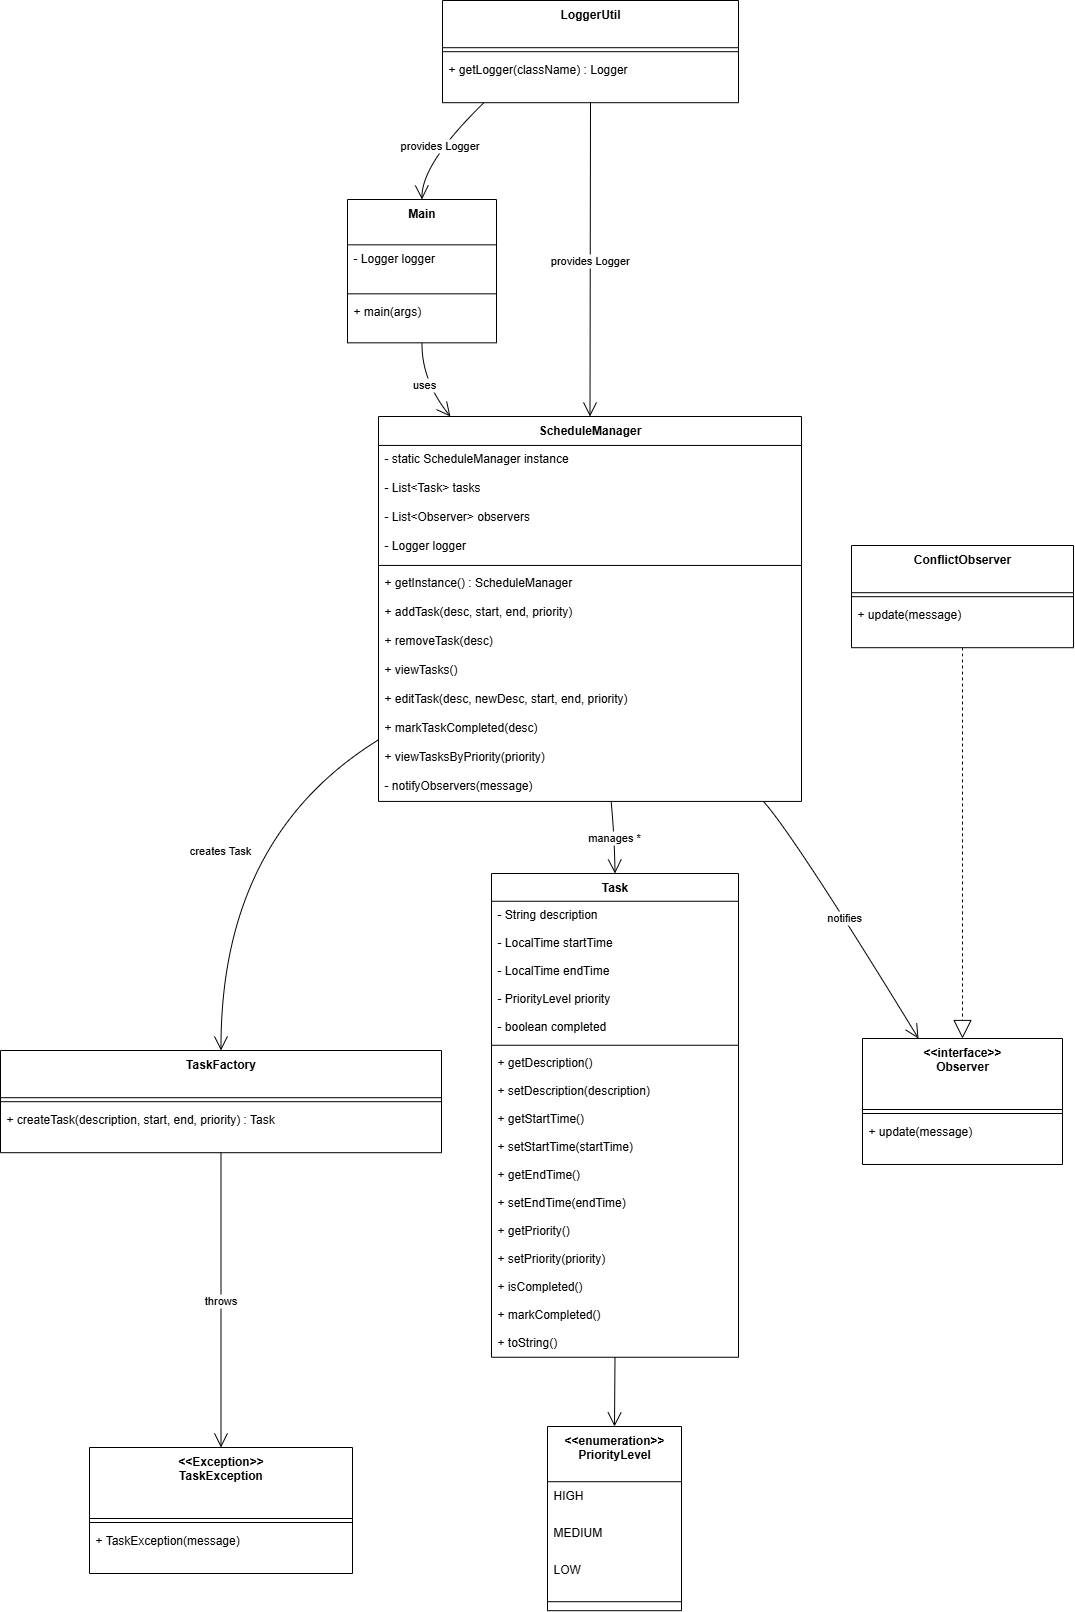 LoggerUtil
+ getLogger(className) : Logger
provides Logger
Main
- Logger logger
+ main(args)
provides Logger
uses
ScheduleManager
- static ScheduleManager instance
- List<Task> tasks
- List<Observer> observers
- Logger logger
+ getInstance() : ScheduleManager
+ addTask(desc, start, end, priority)
+ removeTask(desc)
+ viewTasks()
+ editTask(desc, newDesc, start, end, priority)
+ markTaskCompleted(desc)
+ viewTasksByPriority(priority)
- notifyObservers(message)
ConflictObserver
+ update(message)
creates Task
manages *
notifies
Task
- String description
- LocalTime startTime
- LocalTime endTime
- PriorityLevel priority
- boolean completed
+ getDescription()
+ setDescription(description)
+ getStartTime()
+ setStartTime(startTime)
+ getEndTime()
+ setEndTime(endTime)
+ getPriority()
+ setPriority(priority)
+ isCompleted()
+ markCompleted()
+ toString()
TaskFactory
+ createTask(description, start, end, priority) : Task
<<interface>>
Observer
+ update(message)
throws
<<Exception>>
TaskException
+ TaskException(message)
<<enumeration>>
PriorityLevel
HIGH
MEDIUM
LOW